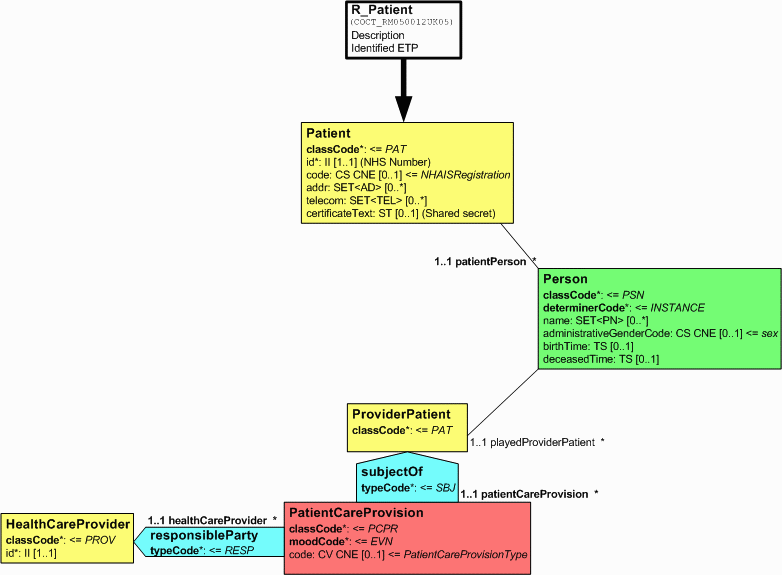 R_Patient
(COCT_RM050012UK05)
Description
Identified ETP
Patient
classCode*: <= PAT
id*: II [1..1] (NHS Number)
code: CS CNE [0..1] <= NHAISRegistration
addr: SET<AD> [0..*]
telecom: SET<TEL> [0..*]
certificateText: ST [0..1] (Shared secret)
1..1 patientPerson *
Person
classCode*: <= PSN
determinerCode*: <= INSTANCE
name: SET<PN> [0..*]
administrativeGenderCode: CS CNE [0..1] <= sex
birthTime: TS [0..1]
deceasedTime: TS [0..1]
ProviderPatient
classCode*: <= PAT
1..1 playedProviderPatient *
subjectOf
typeCode*: <= SBJ
1..1 patientCareProvision *
PatientCareProvision
classCode*: <= PCPR
moodCode*: <= EVN
code: CV CNE [0..1] <= PatientCareProvisionType
1..1 healthCareProvider *
responsibleParty
typeCode*: <= RESP
HealthCareProvider
classCode*: <= PROV
id*: II [1..1]